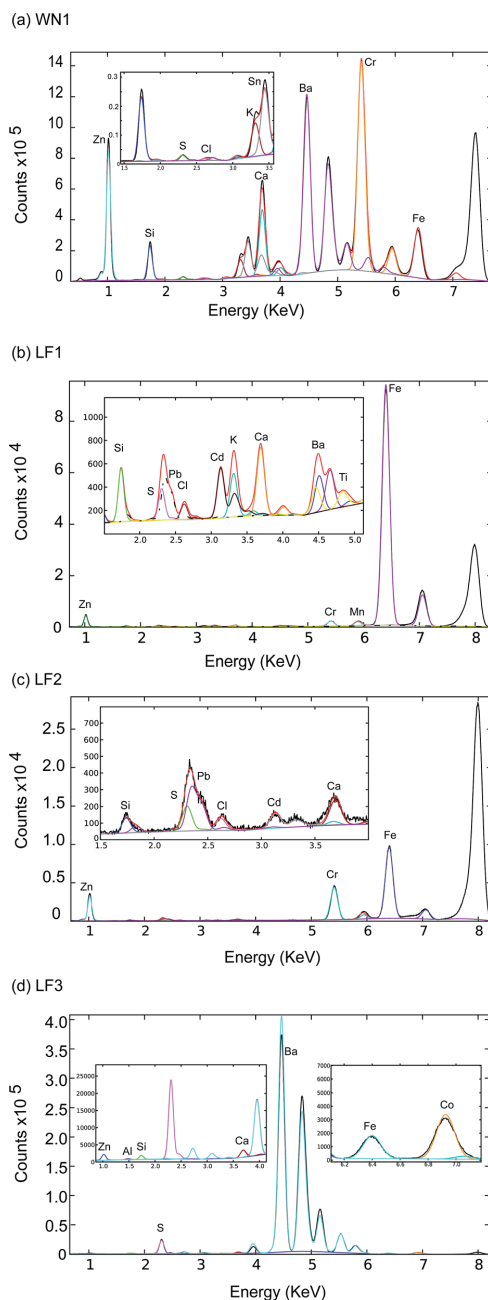 (a) WN1
Counts x10 5
14
12
10
8
6
4
2
0
Zn
Si
S
Ca
Ba
Cr
Fe
0.3
0.2
0.1
0
S
Cl
K
Sn
1.5
2.0
2.5
3.0
3.5
1 2 3 4 5 6 7
Energy (KeV)
(b) LF1
Counts x10 4
8
6
4
2
0
Zn
Cr
Mn
Fe
1000
800
600
400
200
Si
S
Pb
Cl
Cd
K
Ca
Ba
Ti
1.5 2.0 2.5 3.0 3.5 4.0 4.5 5.0
1 2 3 4 5 6 7 8
Energy (KeV)
(c) LF2
Counts x10 4
2.5
2.0
1.5
1.0
0.5
0.0
Zn
Cr
Fe
700
600
500
400
300
200
100
0
Si
S
Pb
Cl
Cd
Ca
1.5 2.0 2.5 3.0 3.5
1 2 3 4 5 6 7 8
Energy (KeV)
(d) LF3
Counts x10 5
4.0
3.5
3.0
2.5
2.0
1.5
1.0
0.5
0
S
Ba
25000
20000
15000
10000
5000
0
Zn
Al
Si
Ca
1.0 1.5 2.0 2.5 3.0 3.5 4.0
7000
6000
5000
4000
3000
2000
1000
0
Fe
Co
6.2 6.4 6.6 6.8 7.0
1 2 3 4 5 6 7 8
Energy (KeV)